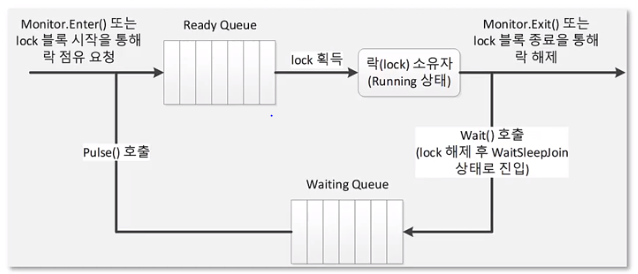 Monitor.Enter() 또는
lock 블록 시작을 통해
락 점유 요청
Ready Queue
lock 획득
락(lock) 소유자
(Running 상태)
Monitor.Exit() 또는
lock 블록 종료을 통해
락 해제
Pulse() 호출
Wait() 호출
(lock 해제 후 WaitSleepJoin
상태로 진입)
Waiting Queue